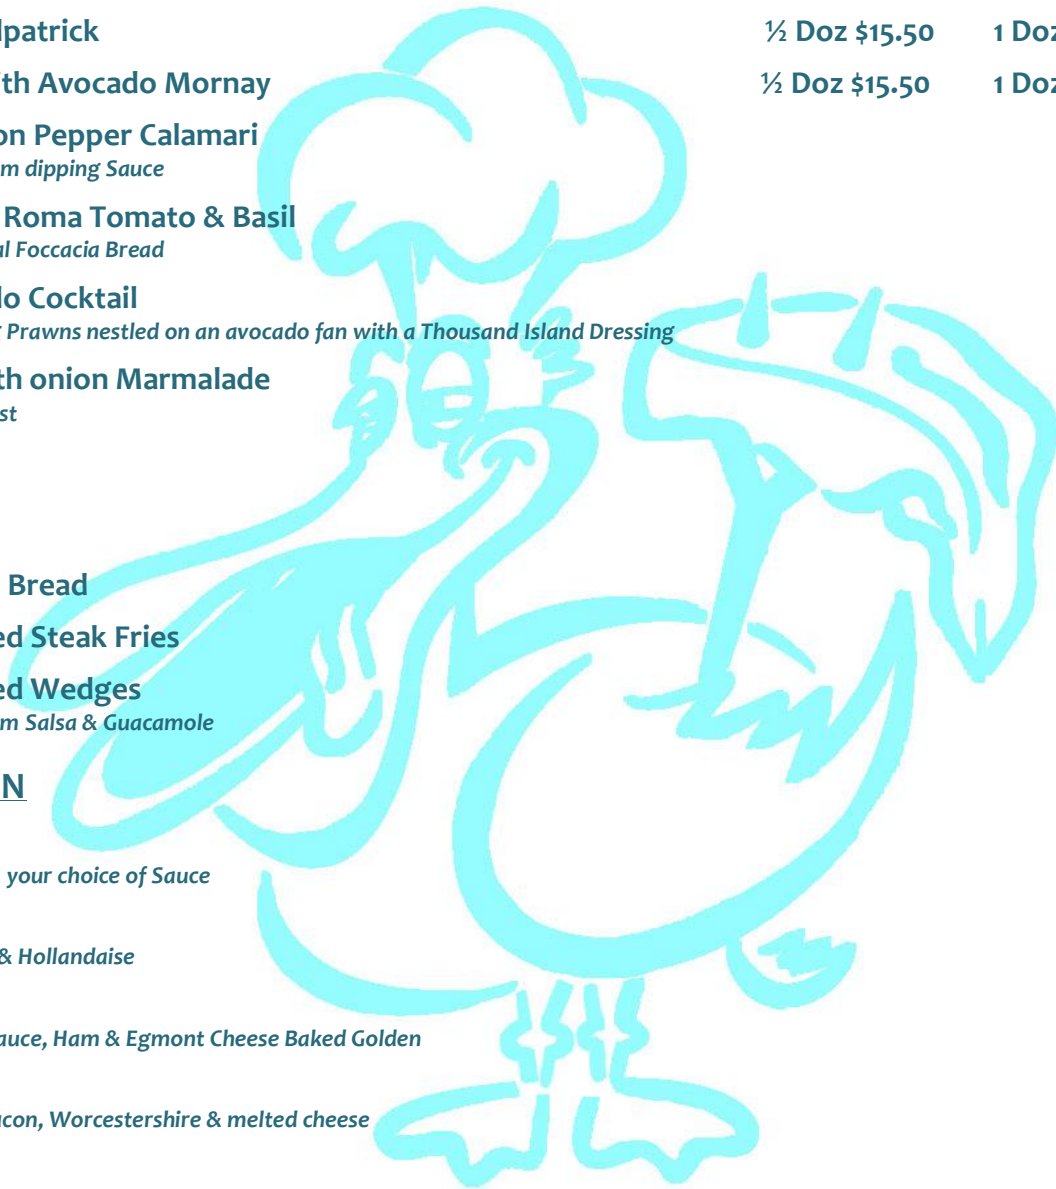 lpatrick ½ Doz $15.50 1 Doz
th Avocado Mornay ½ Doz $15.50 1 Doz
on Pepper Calamari
m dipping Sauce
Roma Tomato & Basil
al Foccacia Bread
lo Cocktail
g Prawns nestled on an avocado fan with a Thousand Island Dressing
th onion Marmalade
st
Bread
ed Steak Fries
ed Wedges
m Salsa & Guacamole
N
your choice of Sauce
& Hollandaise
auce, Ham & Egmont Cheese Baked Golden
acon, Worcestershire & melted cheese